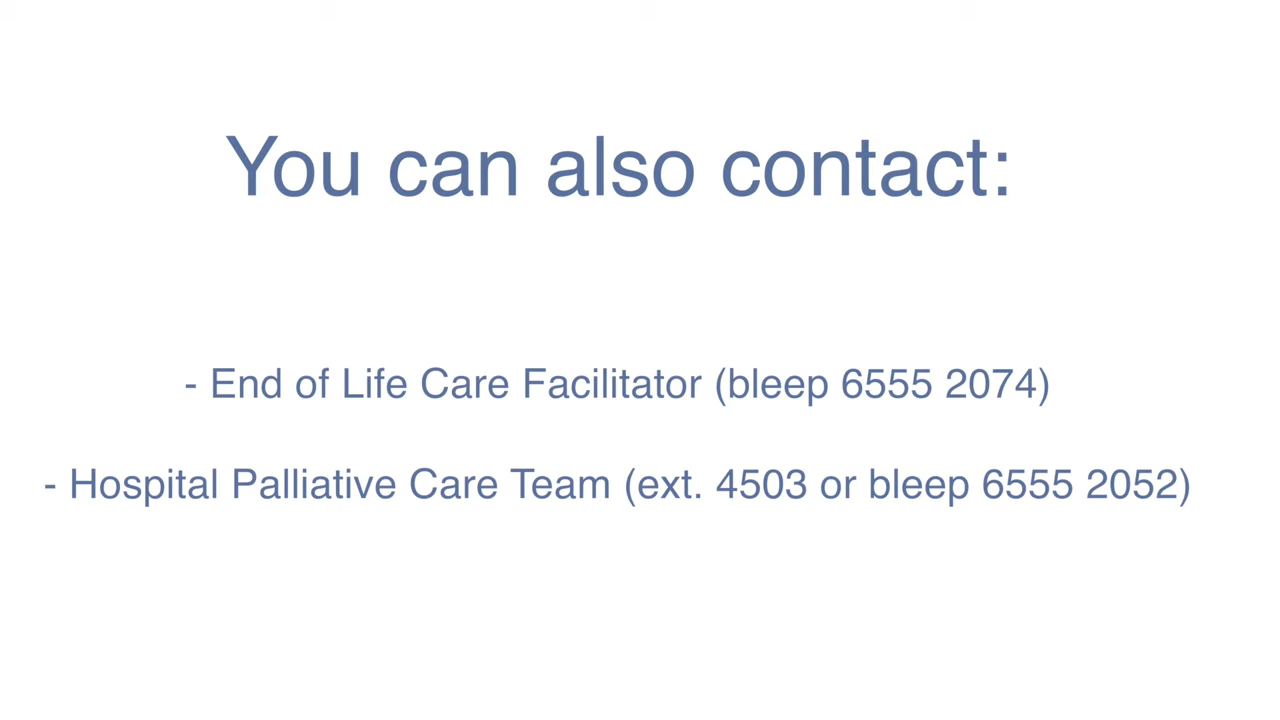 You can also contact:
- End of Life Care Facilitator (bleep 6555 2074)
- Hospital Palliative Care Team (ext. 4503 or bleep 6555 2052)